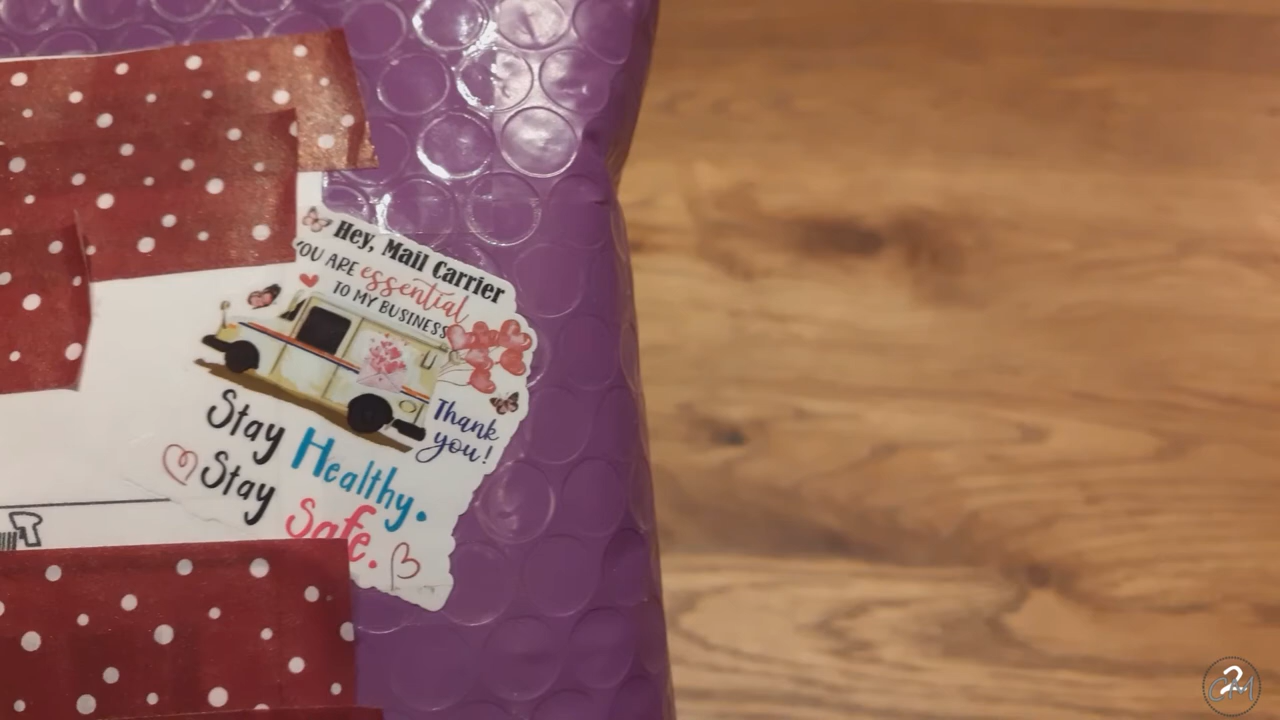 Hey, Mail Carrier
YOU ARE essential
TO MY BUSINESS
Thank
you!
Stay Healthy.
Stay Safe.